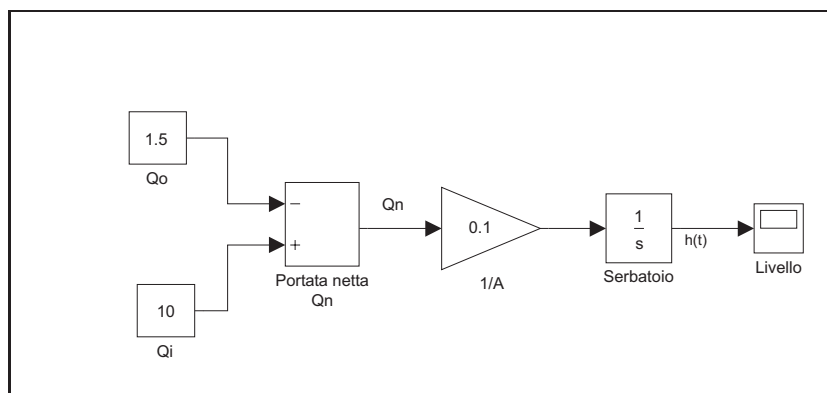 1.5
Qo
−
+
10
Qi
Portata netta
Qn
Qn
0.1
1/A
1
s
Serbatoio
h(t)
Livello